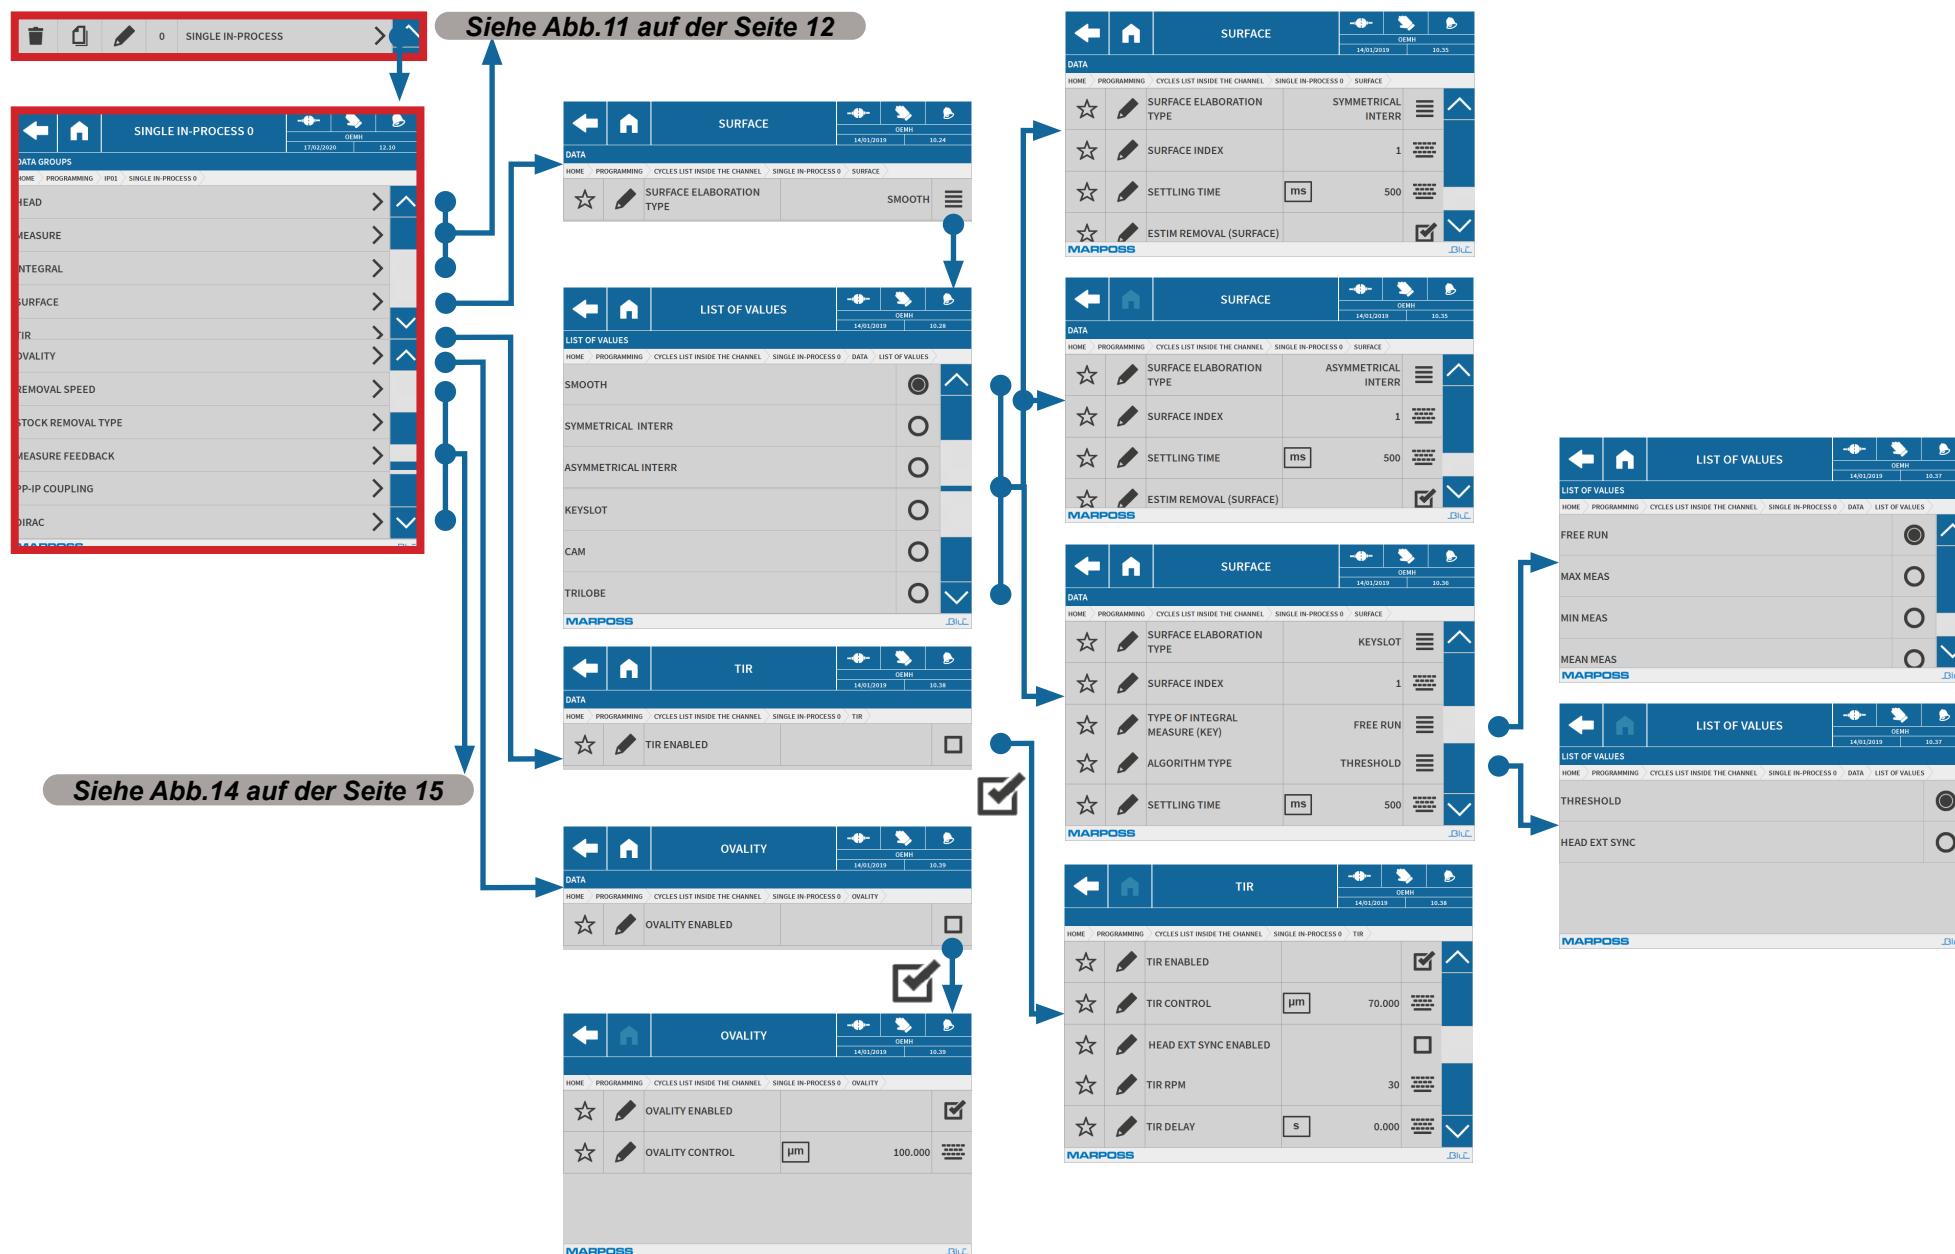 0 SINGLE IN-PROCESS
Siehe Abb.11 auf der Seite 12
SINGLE IN-PROCESS 0
OEMH
17/02/2020 12.10
DATA GROUPS
HOME PROGRAMMING IP01 SINGLE IN-PROCESS 0
HEAD
MEASURE
INTEGRAL
SURFACE
TIR
OVALITY
REMOVAL SPEED
STOCK REMOVAL TYPE
MEASURE FEEDBACK
PP-IP COUPLING
DIRAC
MARPOSS
Siehe Abb.14 auf der Seite 15
SURFACE
OEMH
14/01/2019 10.24
DATA
HOME PROGRAMMING CYCLES LIST INSIDE THE CHANNEL SINGLE IN-PROCESS 0 SURFACE
SURFACE ELABORATION
TYPE
SMOOTH
LIST OF VALUES
OEMH
14/01/2019 10.28
LIST OF VALUES
HOME PROGRAMMING CYCLES LIST INSIDE THE CHANNEL SINGLE IN-PROCESS 0 DATA LIST OF VALUES
SMOOTH
SYMMETRICAL INTERR
ASYMMETRICAL INTERR
KEYSLOT
CAM
TRILOBE
MARPOSS BLÚ
TIR
OEMH
14/01/2019 10.38
DATA
HOME PROGRAMMING CYCLES LIST INSIDE THE CHANNEL SINGLE IN-PROCESS 0 TIR
TIR ENABLED
OVALITY
OEMH
14/01/2019 10.39
DATA
HOME PROGRAMMING CYCLES LIST INSIDE THE CHANNEL SINGLE IN-PROCESS 0 OVALITY
OVALITY ENABLED
OVALITY
OEMH
14/01/2019 10.39
HOME PROGRAMMING CYCLES LIST INSIDE THE CHANNEL SINGLE IN-PROCESS 0 OVALITY
OVALITY ENABLED
OVALITY CONTROL µm 100.000
MARPOSS
SURFACE
OEMH
14/01/2019 10.35
DATA
HOME PROGRAMMING CYCLES LIST INSIDE THE CHANNEL SINGLE IN-PROCESS 0 SURFACE
SURFACE ELABORATION
TYPE
SYMMETRICAL
INTERR
SURFACE INDEX 1
SETTLING TIME ms 500
ESTIM REMOVAL (SURFACE)
MARPOSS
SURFACE
OEMH
14/01/2019 10.35
DATA
HOME PROGRAMMING CYCLES LIST INSIDE THE CHANNEL SINGLE IN-PROCESS 0 SURFACE
SURFACE ELABORATION
TYPE
ASYMMETRICAL
INTERR
SURFACE INDEX 1
SETTLING TIME ms 500
ESTIM REMOVAL (SURFACE)
MARPOSS
SURFACE
OEMH
14/01/2019 10.36
DATA
HOME PROGRAMMING CYCLES LIST INSIDE THE CHANNEL SINGLE IN-PROCESS 0 SURFACE
SURFACE ELABORATION
TYPE
KEYSLOT
SURFACE INDEX 1
TYPE OF INTEGRAL
MEASURE (KEY)
FREE RUN
ALGORITHM TYPE THRESHOLD
SETTLING TIME ms 500
MARPOSS
TIR
OEMH
14/01/2019 10.38
HOME PROGRAMMING CYCLES LIST INSIDE THE CHANNEL SINGLE IN-PROCESS 0 TIR
TIR ENABLED
TIR CONTROL µm 70.000
HEAD EXT SYNC ENABLED
TIR RPM 30
TIR DELAY s 0.000
MARPOSS
LIST OF VALUES
OEMH
14/01/2019 10.37
LIST OF VALUES
HOME PROGRAMMING CYCLES LIST INSIDE THE CHANNEL SINGLE IN-PROCESS 0 DATA LIST OF VALUES
FREE RUN
MAX MEAS
MIN MEAS
MEAN MEAS
MARPOSS
LIST OF VALUES
OEMH
14/01/2019 10.37
LIST OF VALUES
HOME PROGRAMMING CYCLES LIST INSIDE THE CHANNEL SINGLE IN-PROCESS 0 DATA LIST OF VALUES
THRESHOLD
HEAD EXT SYNC
MARPOSS